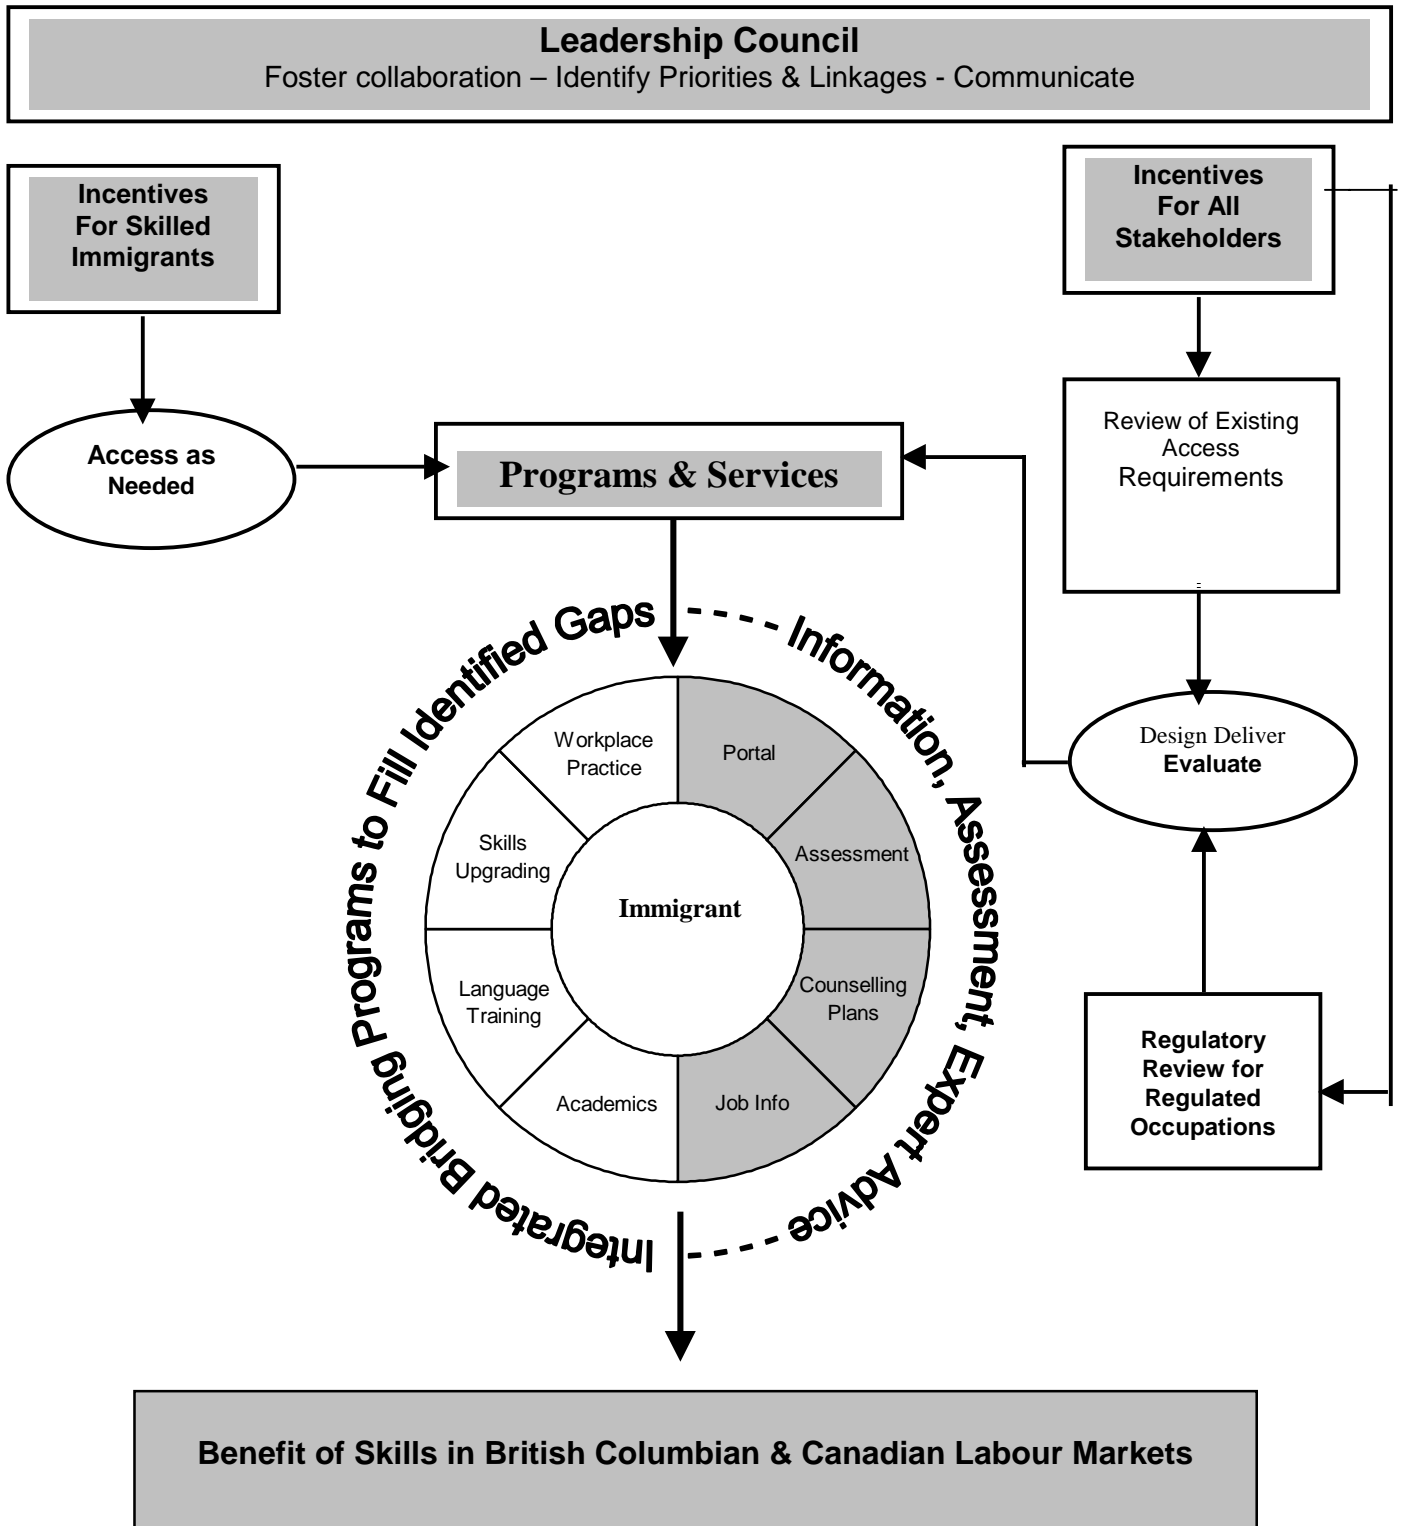 Leadership Council
Foster collaboration – Identify Priorities & Linkages - Communicate
Incentives
For Skilled
Immigrants
Incentives
For All
Stakeholders
Access as
Needed
Programs & Services
Review of Existing
Access
Requirements
Design Deliver
Evaluate
Regulatory
Review for
Regulated
Occupations
Integrated Bridging Programs to Fill Identified Gaps
Information, Assessment, Expert Advice
Workplace
Practice
Portal
Skills
Upgrading
Assessment
Immigrant
Language
Training
Counselling
Plans
Academics
Job Info
Benefit of Skills in British Columbian & Canadian Labour Markets